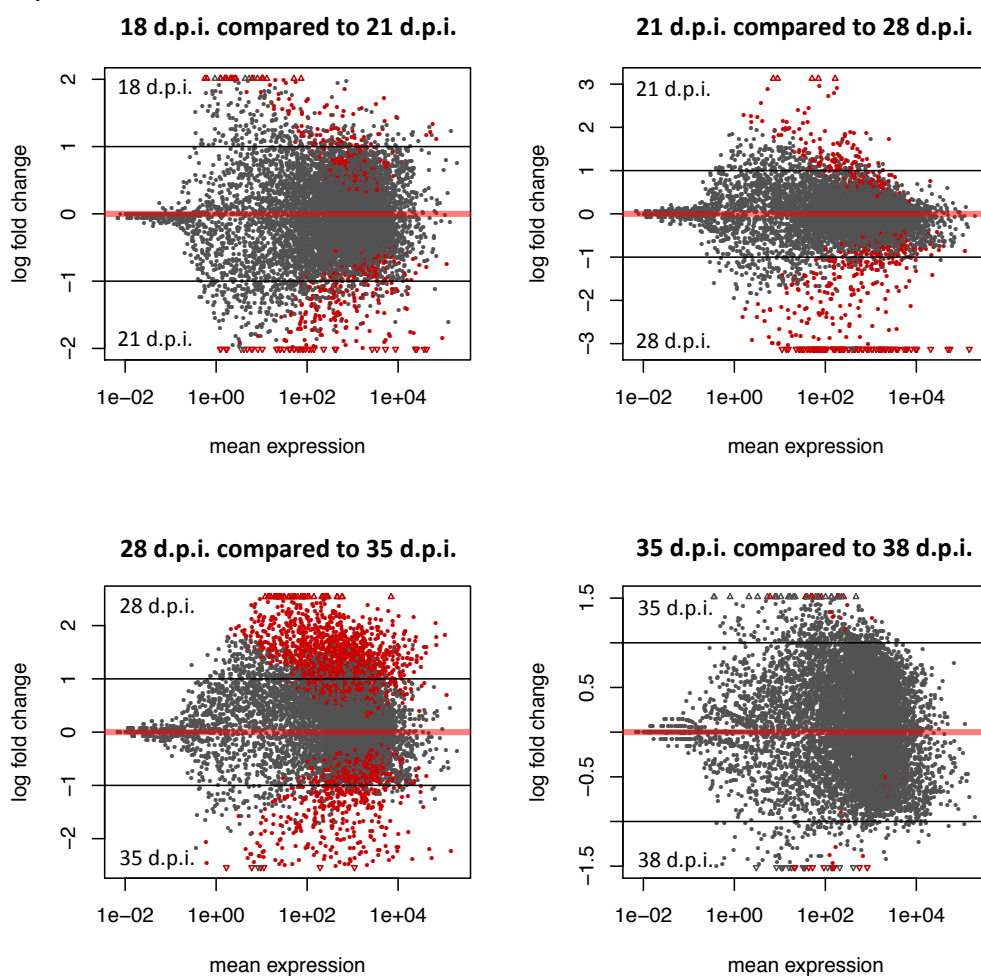 18 d.p.i. compared to 21 d.p.i.
2
1
0
−1
−2
log fold change
18 d.p.i.
21 d.p.i.
1e−02
1e+00
1e+02
1e+04
mean expression
21 d.p.i. compared to 28 d.p.i.
3
2
1
0
−1
−2
−3
log fold change
21 d.p.i.
28 d.p.i.
1e−02
1e+00
1e+02
1e+04
mean expression
28 d.p.i. compared to 35 d.p.i.
2
1
0
−1
−2
log fold change
28 d.p.i.
35 d.p.i.
1e−02
1e+00
1e+02
1e+04
mean expression
35 d.p.i. compared to 38 d.p.i.
1.5
0.5
−0.5
−1.5
log fold change
35 d.p.i.
38 d.p.i.
1e−02
1e+00
1e+02
1e+04
mean expression